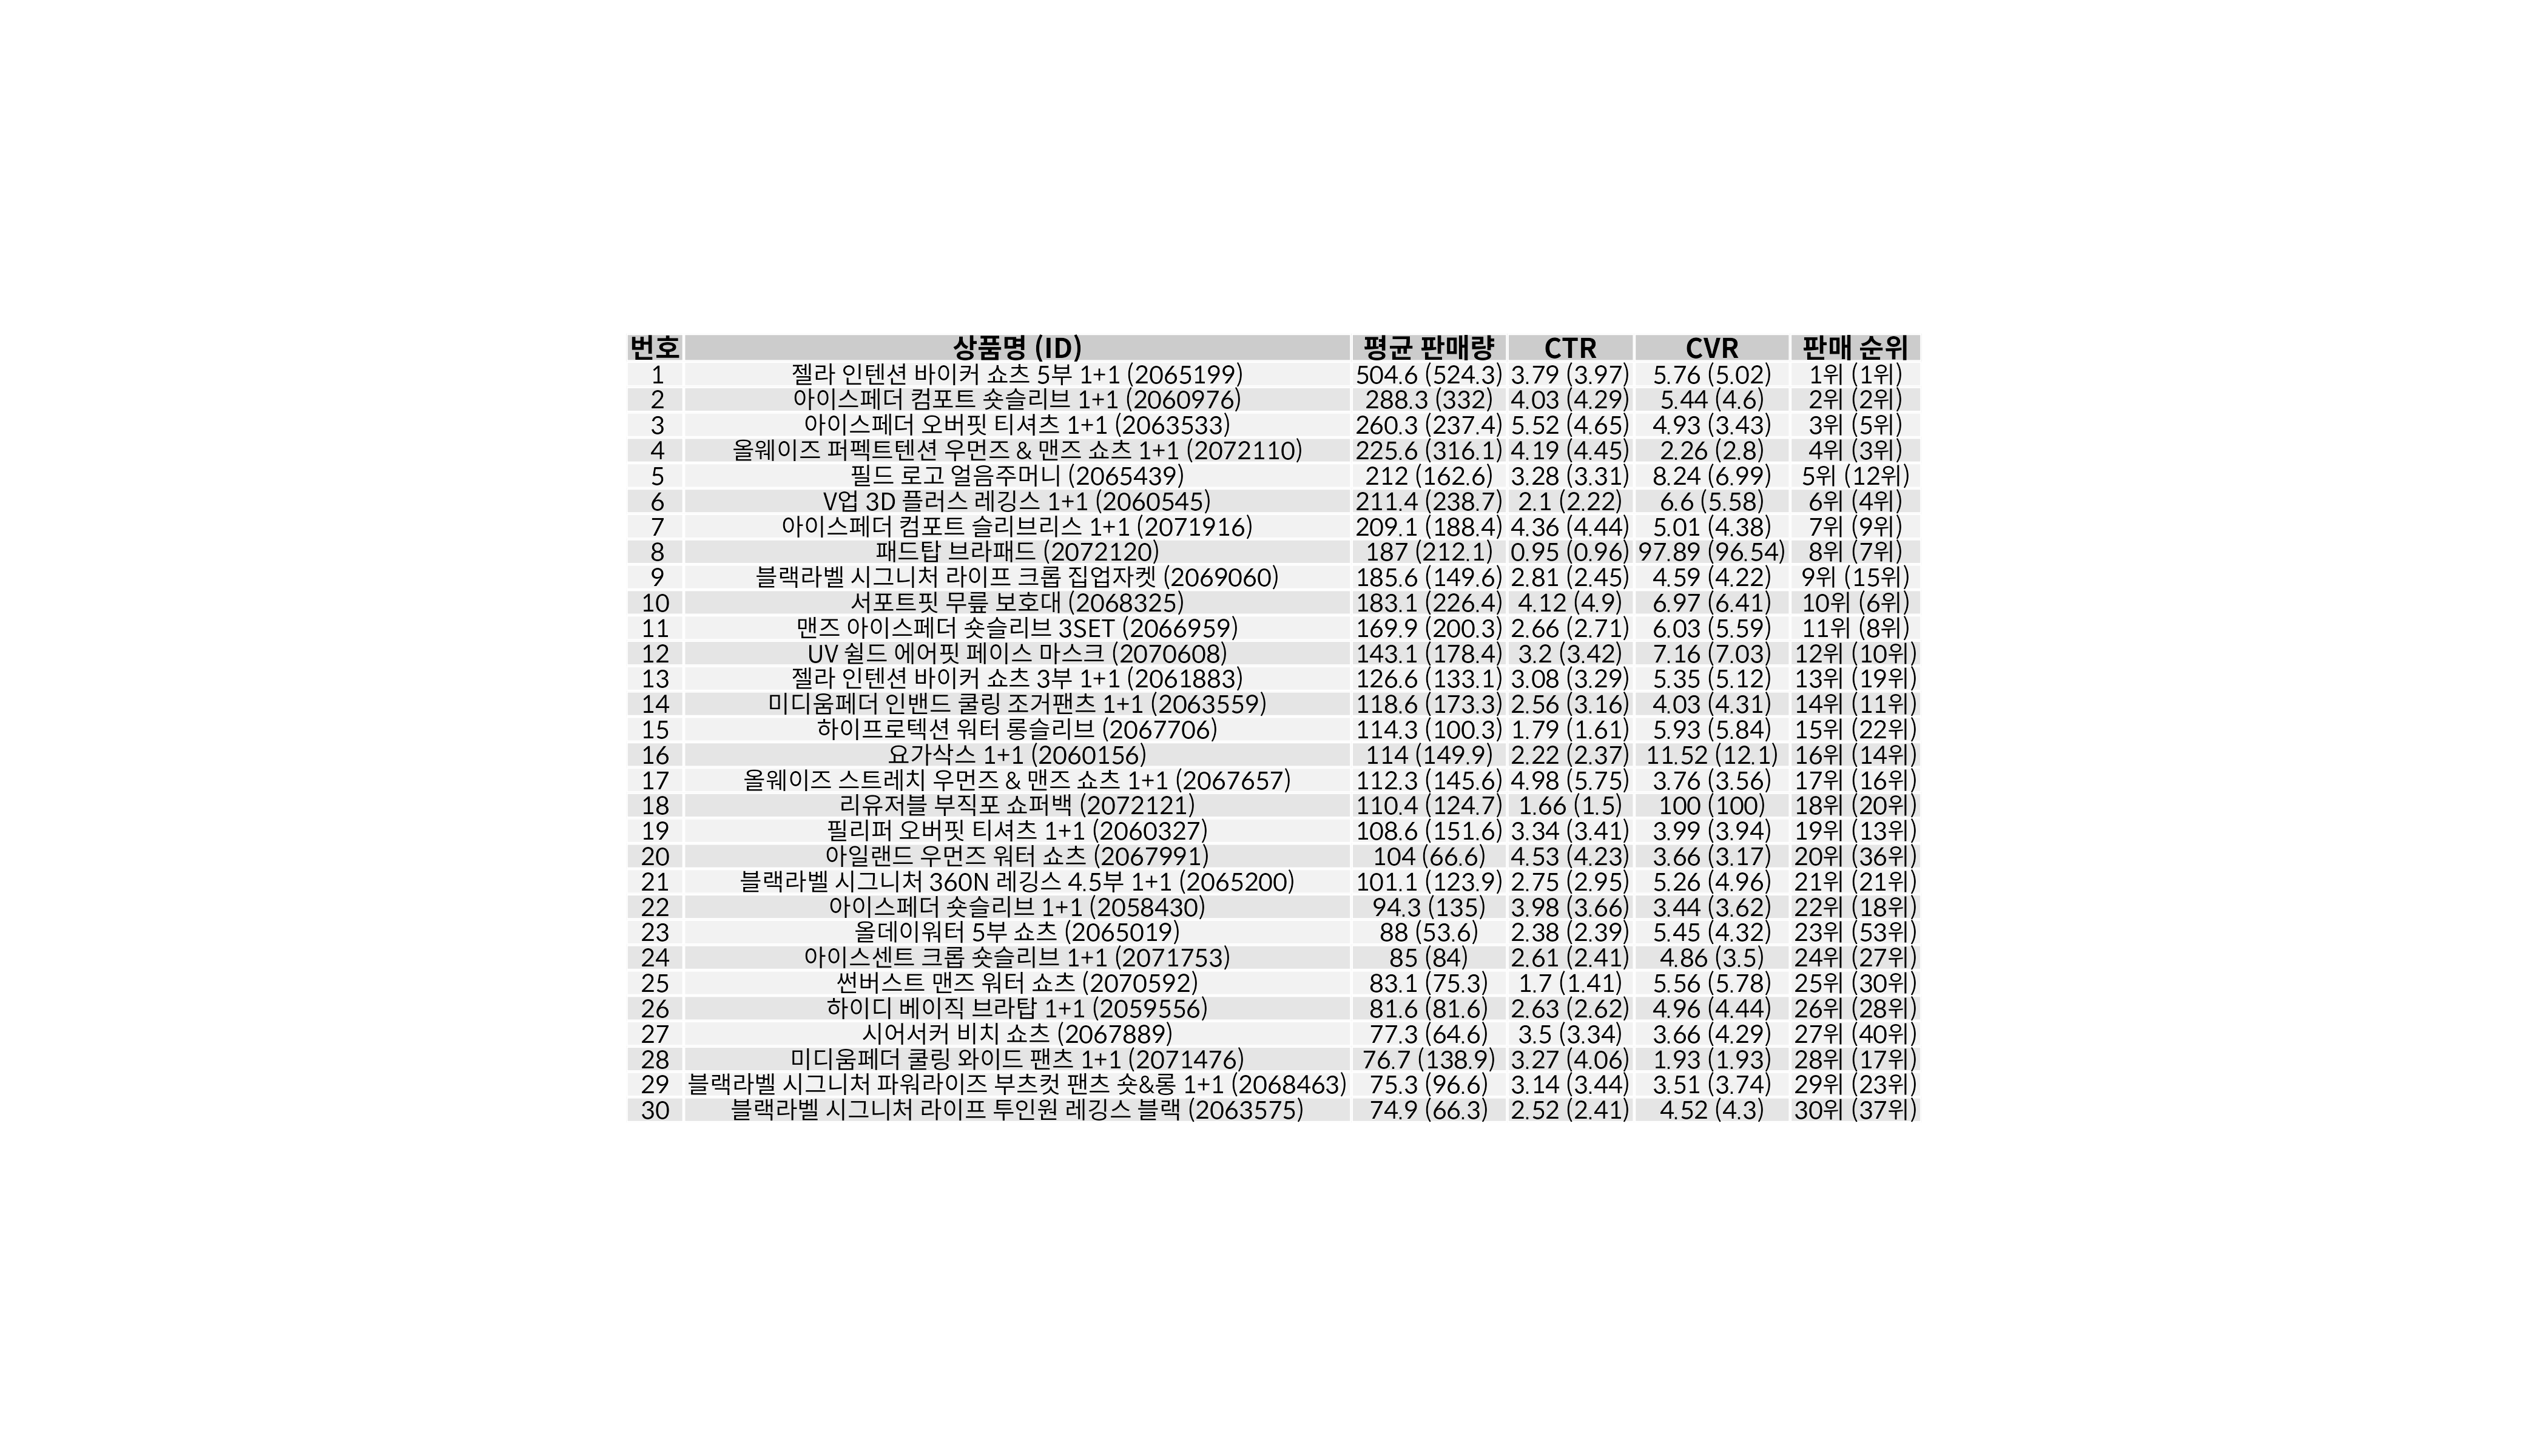 번호 상품명 (ID) 평균 판매량 CTR CVR 판매 순위
1 젤라 인텐션 바이커 쇼츠 5부 1+1 (2065199) 504.6 (524.3) 3.79 (3.97) 5.76 (5.02) 1위 (1위)
2 아이스페더 컴포트 숏슬리브 1+1 (2060976) 288.3 (332) 4.03 (4.29) 5.44 (4.6) 2위 (2위)
3 아이스페더 오버핏 티셔츠 1+1 (2063533) 260.3 (237.4) 5.52 (4.65) 4.93 (3.43) 3위 (5위)
4 올웨이즈 퍼펙트텐션 우먼즈 & 맨즈 쇼츠 1+1 (2072110) 225.6 (316.1) 4.19 (4.45) 2.26 (2.8) 4위 (3위)
5 필드 로고 얼음주머니 (2065439) 212 (162.6) 3.28 (3.31) 8.24 (6.99) 5위 (12위)
6 V업 3D 플러스 레깅스 1+1 (2060545) 211.4 (238.7) 2.1 (2.22) 6.6 (5.58) 6위 (4위)
7 아이스페더 컴포트 슬리브리스 1+1 (2071916) 209.1 (188.4) 4.36 (4.44) 5.01 (4.38) 7위 (9위)
8 패드탑 브라패드 (2072120) 187 (212.1) 0.95 (0.96) 97.89 (96.54) 8위 (7위)
9 블랙라벨 시그니처 라이프 크롭 집업자켓 (2069060) 185.6 (149.6) 2.81 (2.45) 4.59 (4.22) 9위 (15위)
10 서포트핏 무릎 보호대 (2068325) 183.1 (226.4) 4.12 (4.9) 6.97 (6.41) 10위 (6위)
11 맨즈 아이스페더 숏슬리브 3SET (2066959) 169.9 (200.3) 2.66 (2.71) 6.03 (5.59) 11위 (8위)
12 UV 쉴드 에어핏 페이스 마스크 (2070608) 143.1 (178.4) 3.2 (3.42) 7.16 (7.03) 12위 (10위)
13 젤라 인텐션 바이커 쇼츠 3부 1+1 (2061883) 126.6 (133.1) 3.08 (3.29) 5.35 (5.12) 13위 (19위)
14 미디움페더 인밴드 쿨링 조거팬츠 1+1 (2063559) 118.6 (173.3) 2.56 (3.16) 4.03 (4.31) 14위 (11위)
15 하이프로텍션 워터 롱슬리브 (2067706) 114.3 (100.3) 1.79 (1.61) 5.93 (5.84) 15위 (22위)
16 요가삭스 1+1 (2060156) 114 (149.9) 2.22 (2.37) 11.52 (12.1) 16위 (14위)
17 올웨이즈 스트레치 우먼즈 & 맨즈 쇼츠 1+1 (2067657) 112.3 (145.6) 4.98 (5.75) 3.76 (3.56) 17위 (16위)
18 리유저블 부직포 쇼퍼백 (2072121) 110.4 (124.7) 1.66 (1.5) 100 (100) 18위 (20위)
19 필리퍼 오버핏 티셔츠 1+1 (2060327) 108.6 (151.6) 3.34 (3.41) 3.99 (3.94) 19위 (13위)
20 아일랜드 우먼즈 워터 쇼츠 (2067991) 104 (66.6) 4.53 (4.23) 3.66 (3.17) 20위 (36위)
21 블랙라벨 시그니처 360N 레깅스 4.5부 1+1 (2065200) 101.1 (123.9) 2.75 (2.95) 5.26 (4.96) 21위 (21위)
22 아이스페더 숏슬리브 1+1 (2058430) 94.3 (135) 3.98 (3.66) 3.44 (3.62) 22위 (18위)
23 올데이워터 5부 쇼츠 (2065019) 88 (53.6) 2.38 (2.39) 5.45 (4.32) 23위 (53위)
24 아이스센트 크롭 숏슬리브 1+1 (2071753) 85 (84) 2.61 (2.41) 4.86 (3.5) 24위 (27위)
25 썬버스트 맨즈 워터 쇼츠 (2070592) 83.1 (75.3) 1.7 (1.41) 5.56 (5.78) 25위 (30위)
26 하이디 베이직 브라탑 1+1 (2059556) 81.6 (81.6) 2.63 (2.62) 4.96 (4.44) 26위 (28위)
27 시어서커 비치 쇼츠 (2067889) 77.3 (64.6) 3.5 (3.34) 3.66 (4.29) 27위 (40위)
28 미디움페더 쿨링 와이드 팬츠 1+1 (2071476) 76.7 (138.9) 3.27 (4.06) 1.93 (1.93) 28위 (17위)
29 블랙라벨 시그니처 파워라이즈 부츠컷 팬츠 숏&롱 1+1 (2068463) 75.3 (96.6) 3.14 (3.44) 3.51 (3.74) 29위 (23위)
30 블랙라벨 시그니처 라이프 투인원 레깅스 블랙 (2063575) 74.9 (66.3) 2.52 (2.41) 4.52 (4.3) 30위 (37위)